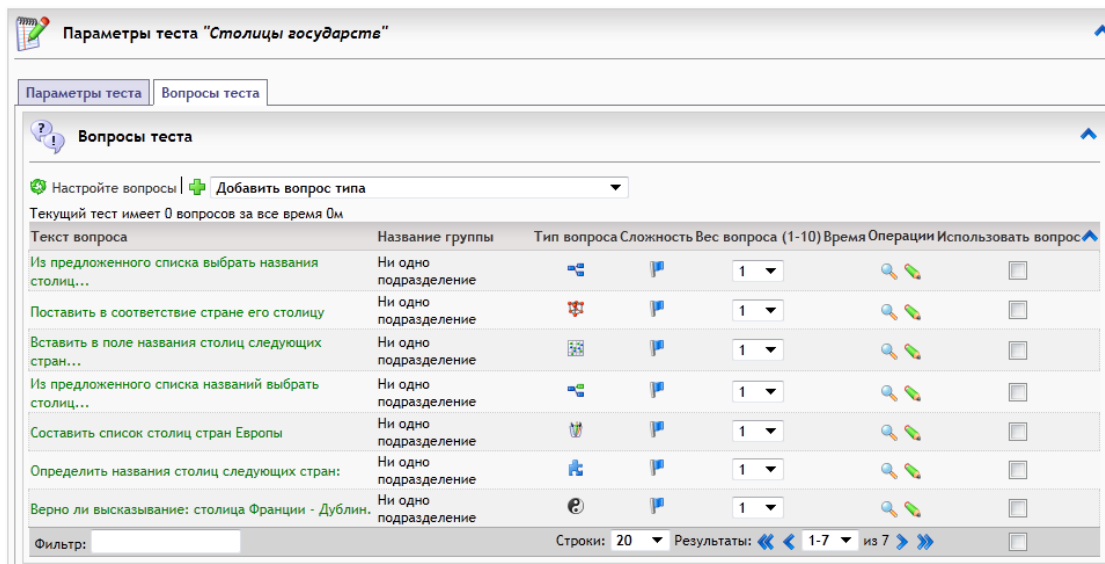 Параметры теста "Столицы государств"
Параметры теста Вопросы теста
Вопросы теста
Настройте вопросы Добавить вопрос типа
Текущий тест имеет 0 вопросов за все время 0м
Текст вопроса Название группы Тип вопроса Сложность Вес вопроса (1-10) Время Операции Использовать вопрос
Из предложенного списка выбрать названия столиц... Ни одно подразделение 1
Поставить в соответствие стране его столицу Ни одно подразделение 1
Вставить в поле названия столиц следующих стран... Ни одно подразделение 1
Из предложенного списка названий выбрать столиц... Ни одно подразделение 1
Составить список столиц стран Европы Ни одно подразделение 1
Определить названия столиц следующих стран: Ни одно подразделение 1
Верно ли высказывание: столица Франции - Дублин. Ни одно подразделение 1
Фильтр: Строки: 20 Результаты: 1-7 из 7